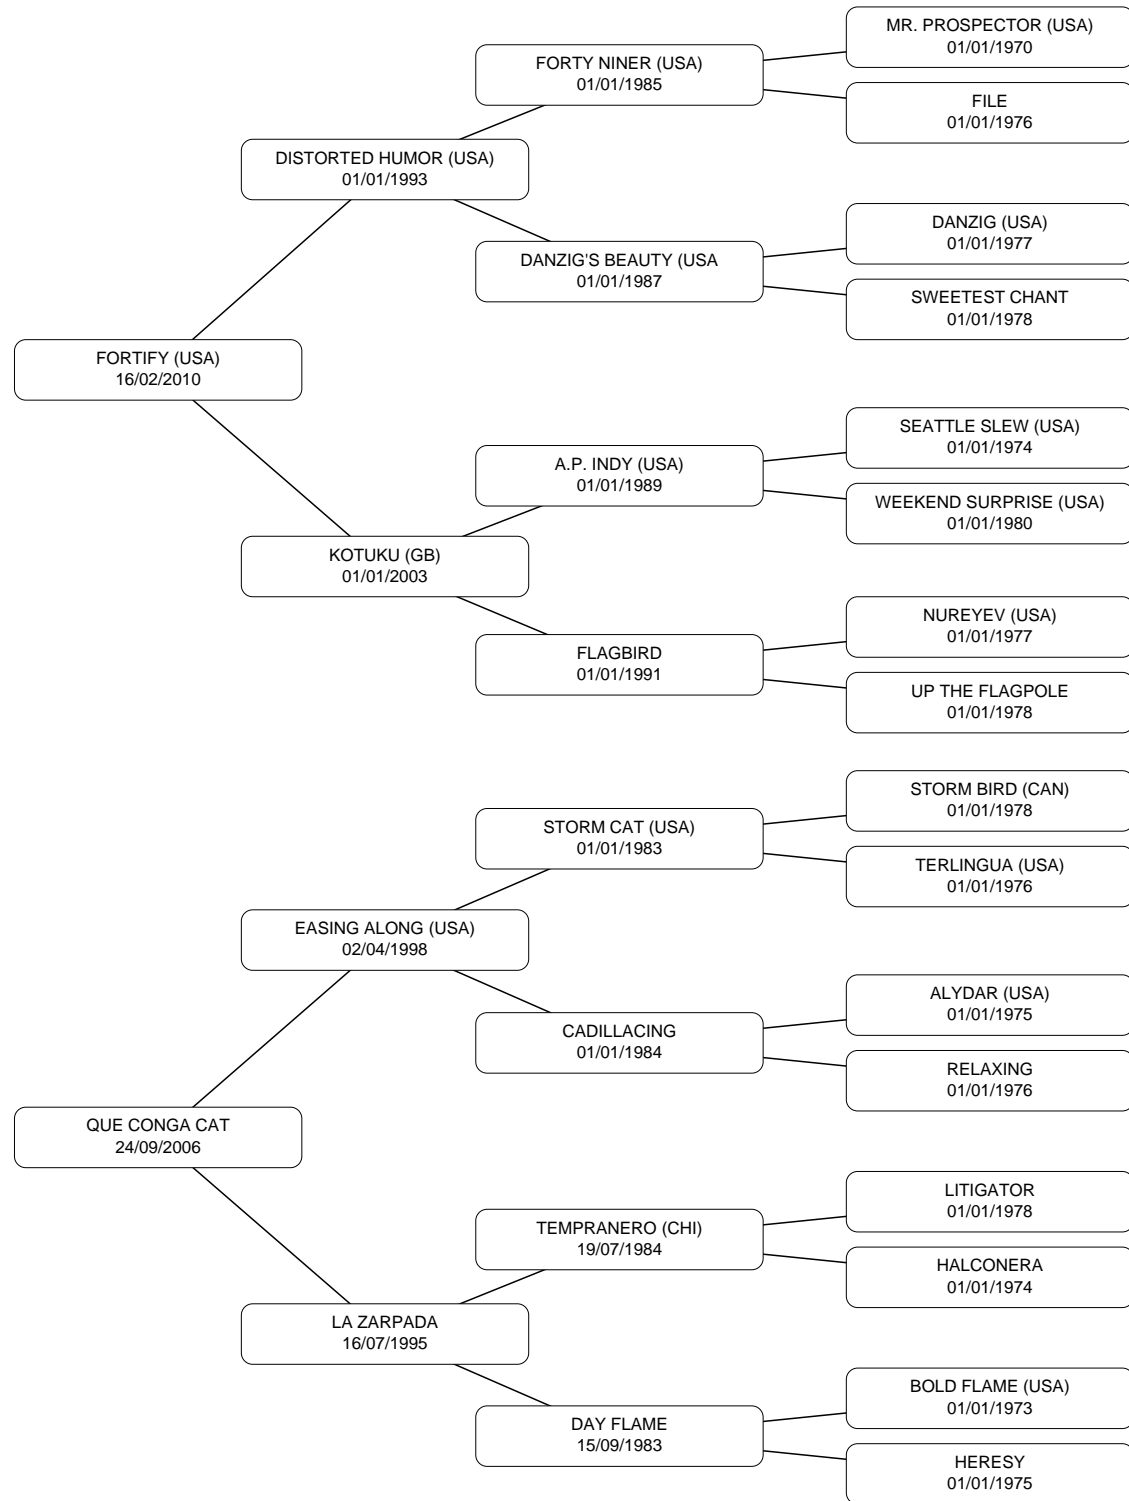 MR. PROSPECTOR (USA)
01/01/1970
FORTY NINER (USA)
01/01/1985
FILE
01/01/1976
DISTORTED HUMOR (USA)
01/01/1993
DANZIG (USA)
01/01/1977
DANZIG'S BEAUTY (USA
01/01/1987
SWEETEST CHANT
01/01/1978
FORTIFY (USA)
16/02/2010
SEATTLE SLEW (USA)
01/01/1974
A.P. INDY (USA)
01/01/1989
WEEKEND SURPRISE (USA)
01/01/1980
KOTUKU (GB)
01/01/2003
NUREYEV (USA)
01/01/1977
FLAGBIRD
01/01/1991
UP THE FLAGPOLE
01/01/1978
STORM BIRD (CAN)
01/01/1978
STORM CAT (USA)
01/01/1983
TERLINGUA (USA)
01/01/1976
EASING ALONG (USA)
02/04/1998
ALYDAR (USA)
01/01/1975
CADILLACING
01/01/1984
RELAXING
01/01/1976
QUE CONGA CAT
24/09/2006
LITIGATOR
01/01/1978
TEMPRANERO (CHI)
19/07/1984
HALCONERA
01/01/1974
LA ZARPADA
16/07/1995
BOLD FLAME (USA)
01/01/1973
DAY FLAME
15/09/1983
HERESY
01/01/1975